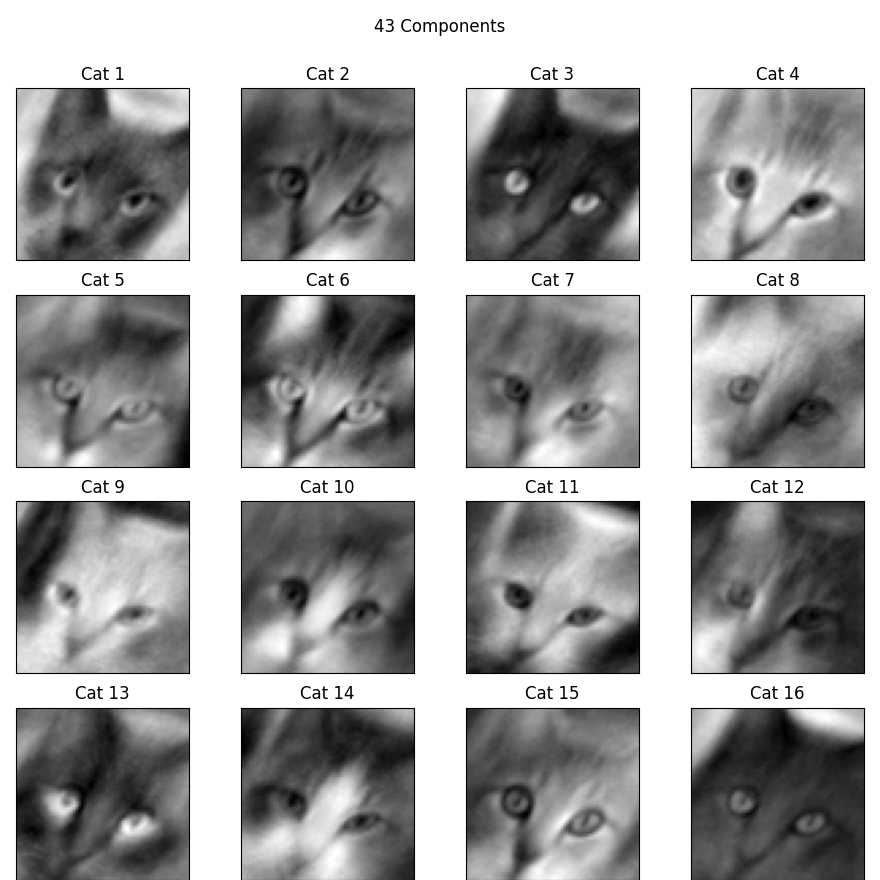 43 Components
Cat 1 Cat 2 Cat 3 Cat 4
Cat 5 Cat 6 Cat 7 Cat 8
Cat 9 Cat 10 Cat 11 Cat 12
Cat 13 Cat 14 Cat 15 Cat 16